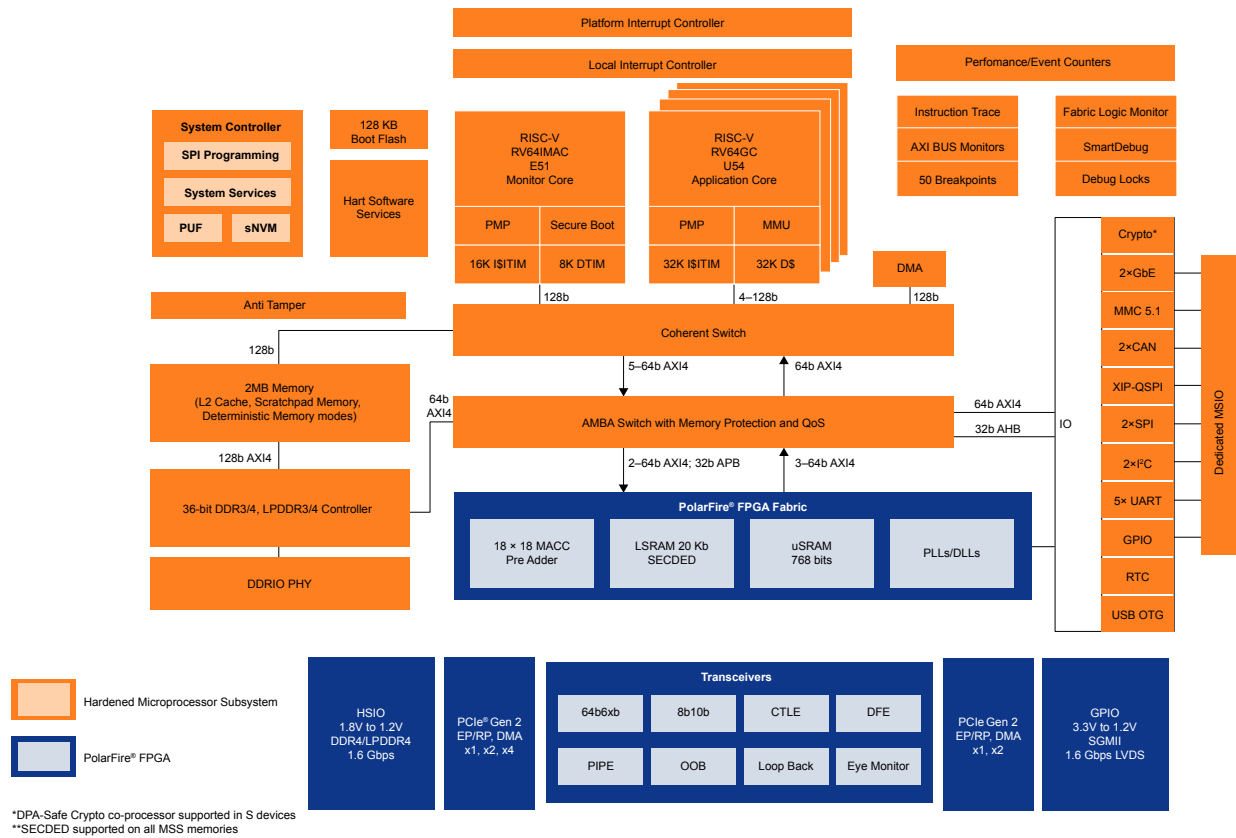 Platform Interrupt Controller
Local Interrupt Controller
Perfomance/Event Counters
System Controller
SPI Programming
System Services
PUF
sNVM
128 KB
Boot Flash
Hart Software
Services
RISC-V
RV64IMAC
E51
Monitor Core
PMP
Secure Boot
16K I$ITIM
8K DTIM
RISC-V
RV64GC
U54
Application Core
PMP
MMU
32K I$ITIM
32K D$
Instruction Trace
AXI BUS Monitors
50 Breakpoints
Fabric Logic Monitor
SmartDebug
Debug Locks
DMA
128b
4–128b
128b
Anti Tamper
Coherent Switch
128b
5–64b AXI4
64b AXI4
2MB Memory
(L2 Cache, Scratchpad Memory,
Deterministic Memory modes)
64b
AXI4
AMBA Switch with Memory Protection and QoS
64b AXI4
32b AHB
IO
128b AXI4
2–64b AXI4; 32b APB
3–64b AXI4
36-bit DDR3/4, LPDDR3/4 Controller
DDRIO PHY
PolarFire® FPGA Fabric
18 × 18 MACC
Pre Adder
LSRAM 20 Kb
SECDED
uSRAM
768 bits
PLLs/DLLs
Crypto*
2×GbE
MMC 5.1
2×CAN
XIP-QSPI
2×SPI
2×I²C
5× UART
GPIO
RTC
USB OTG
Dedicated MSIO
Hardened Microprocessor Subsystem
PolarFire® FPGA
HSIO
1.8V to 1.2V
DDR4/LPDDR4
1.6 Gbps
PCIe® Gen 2
EP/RP, DMA
x1, x2, x4
Transceivers
64b6xb
8b10b
CTLE
DFE
PIPE
OOB
Loop Back
Eye Monitor
PCIe Gen 2
EP/RP, DMA
x1, x2
GPIO
3.3V to 1.2V
SGMII
1.6 Gbps LVDS
*DPA-Safe Crypto co-processor supported in S devices
**SECDED supported on all MSS memories